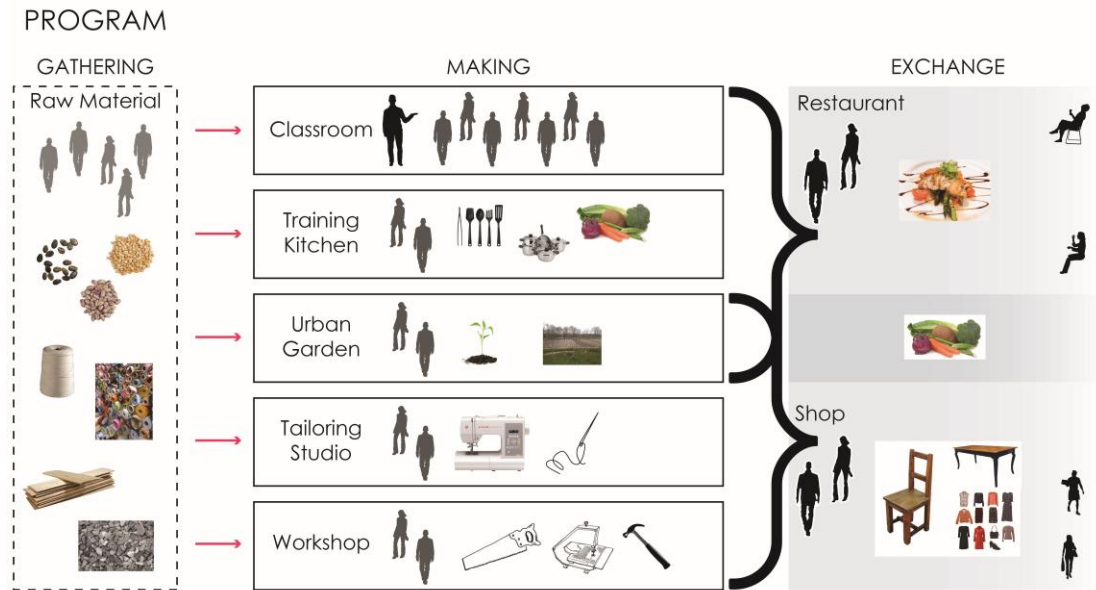 PROGRAM
GATHERING
MAKING
EXCHANGE
Raw Material
Classroom
Training
Kitchen
Urban
Garden
Tailoring
Studio
Workshop
Restaurant
Shop